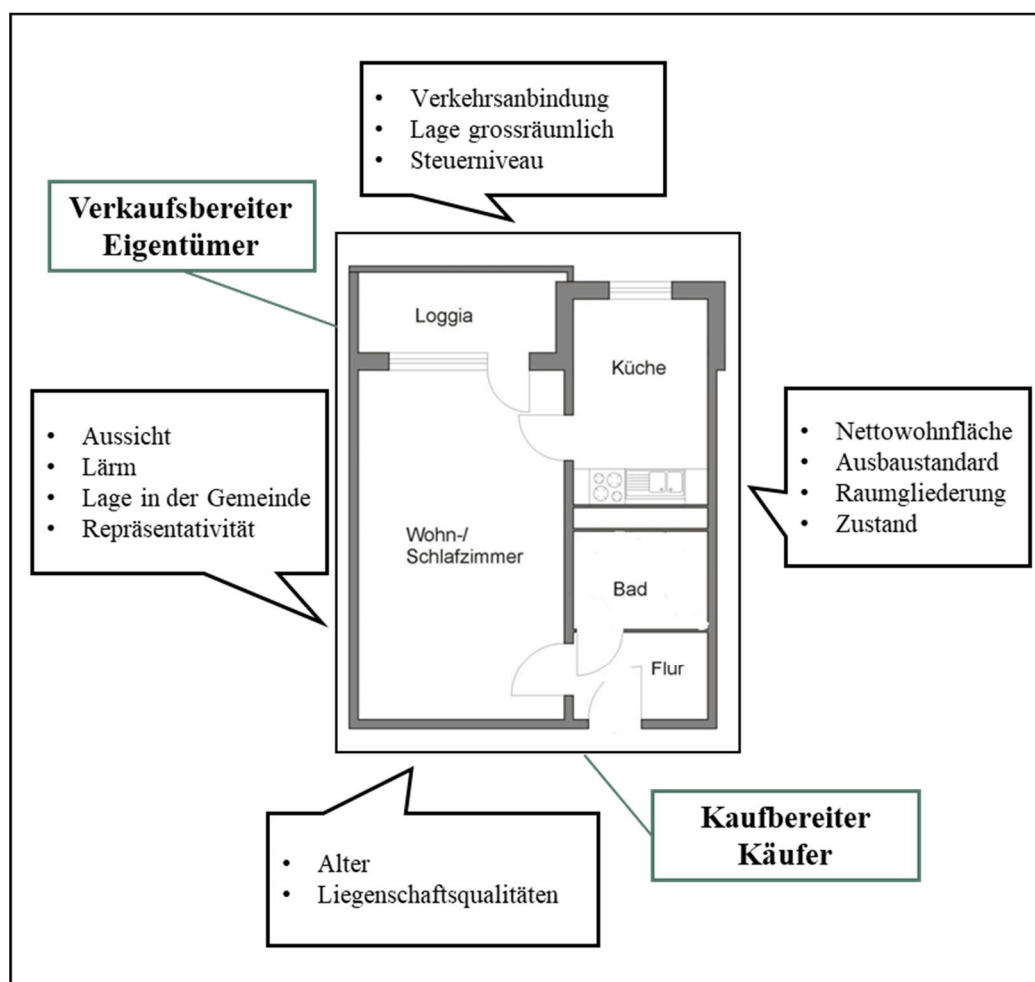 • Verkehrsanbindung
• Lage grossräumlich
• Steuerniveau
Verkaufsbereiter
Eigentümer
Loggia
Küche
• Aussicht
• Lärm
• Lage in der Gemeinde
• Repräsentativität
• Nettowohnfläche
• Ausbaustandard
• Raumgliederung
• Zustand
Wohn-/
Schlafzimmer
Bad
Flur
Kaufbereiter
Käufer
• Alter
• Liegenschaftsqualitäten